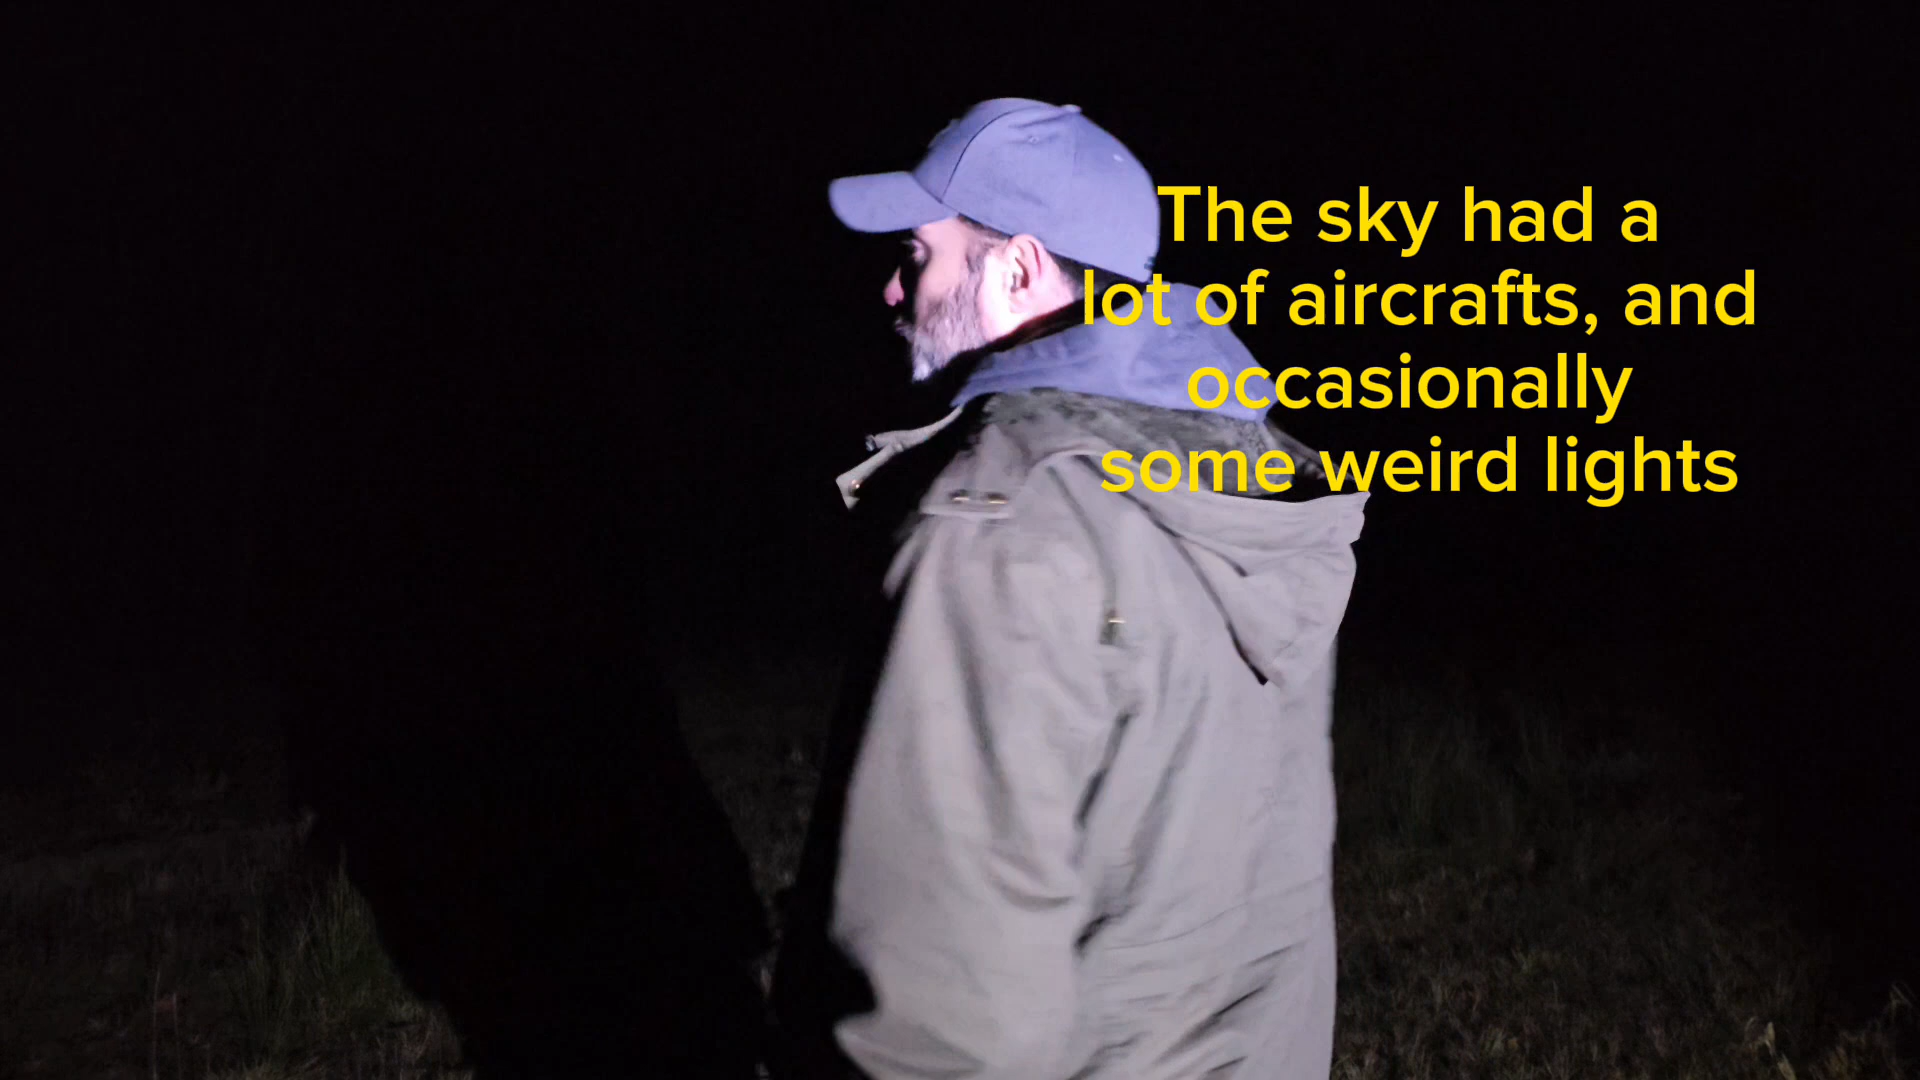 The sky had a
lot of aircrafts, and
occasionally
some weird lights